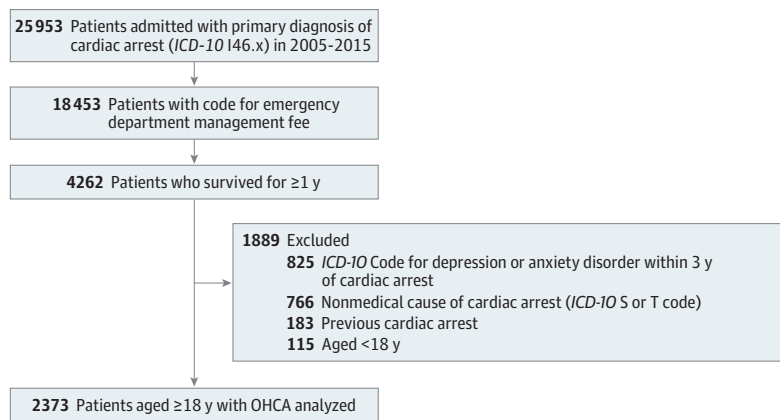 25953 Patients admitted with primary diagnosis of
cardiac arrest (ICD-10 I46.x) in 2005-2015
18453 Patients with code for emergency
department management fee
4262 Patients who survived for ≥1 y
1889 Excluded
825 ICD-10 Code for depression or anxiety disorder within 3 y
of cardiac arrest
766 Nonmedical cause of cardiac arrest (ICD-10 S or T code)
183 Previous cardiac arrest
115 Aged <18 y
2373 Patients aged ≥18 y with OHCA analyzed